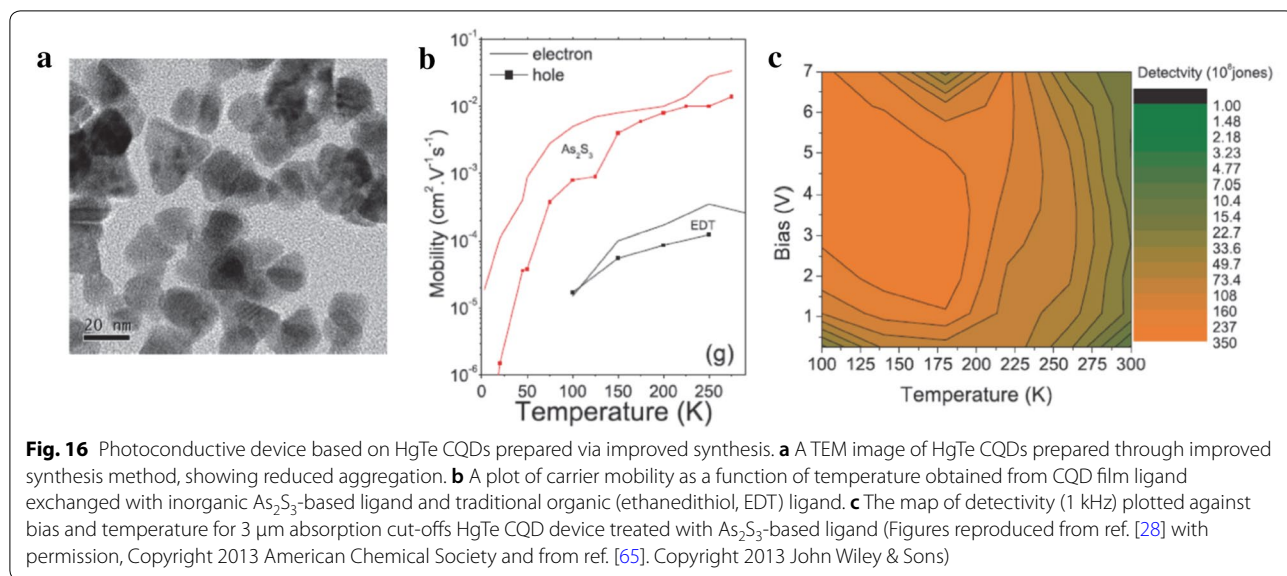 a
20 nm
b
electron
hole
Mobility (cm².V⁻¹s⁻¹)
10⁻¹
10⁻²
10⁻³
10⁻⁴
10⁻⁵
10⁻⁶
As₂S₃
EDT
(g)
0 25 50 75 100 125 150 175 200 225 250
Temperature (K)
c
Bias (V)
7
6
5
4
3
2
1
100 125 150 175 200 225 250 275 300
Temperature (K)
Detectvity (10⁸jones)
1.00
1.48
2.18
3.23
4.77
7.05
10.4
15.4
22.7
33.6
49.7
73.4
108
160
237
350
Fig. 16 Photoconductive device based on HgTe CQDs prepared via improved synthesis. a A TEM image of HgTe CQDs prepared through improved
synthesis method, showing reduced aggregation. b A plot of carrier mobility as a function of temperature obtained from CQD film ligand
exchanged with inorganic As₂S₃-based ligand and traditional organic (ethanedithiol, EDT) ligand. c The map of detectivity (1 kHz) plotted against
bias and temperature for 3 μm absorption cut-offs HgTe CQD device treated with As₂S₃-based ligand (Figures reproduced from ref. [28] with
permission, Copyright 2013 American Chemical Society and from ref. [65]. Copyright 2013 John Wiley & Sons)